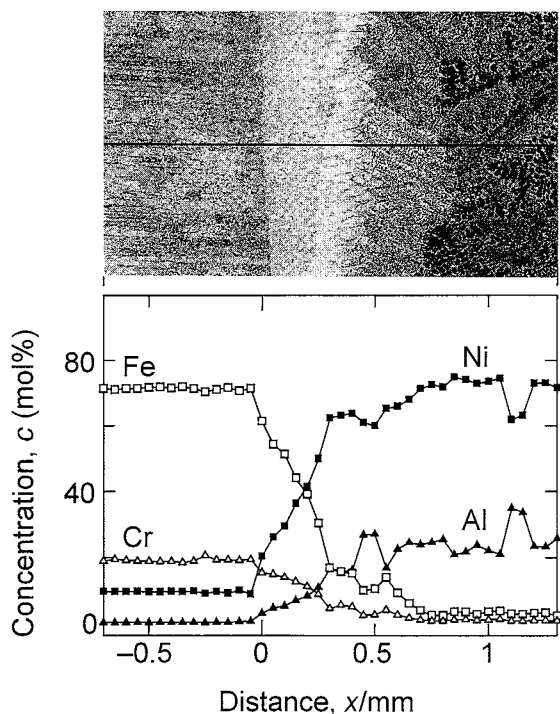 Fe
Ni
Cr
Al
Concentration, c (mol%)
80
40
0
−0.5
0
0.5
1
Distance, x/mm